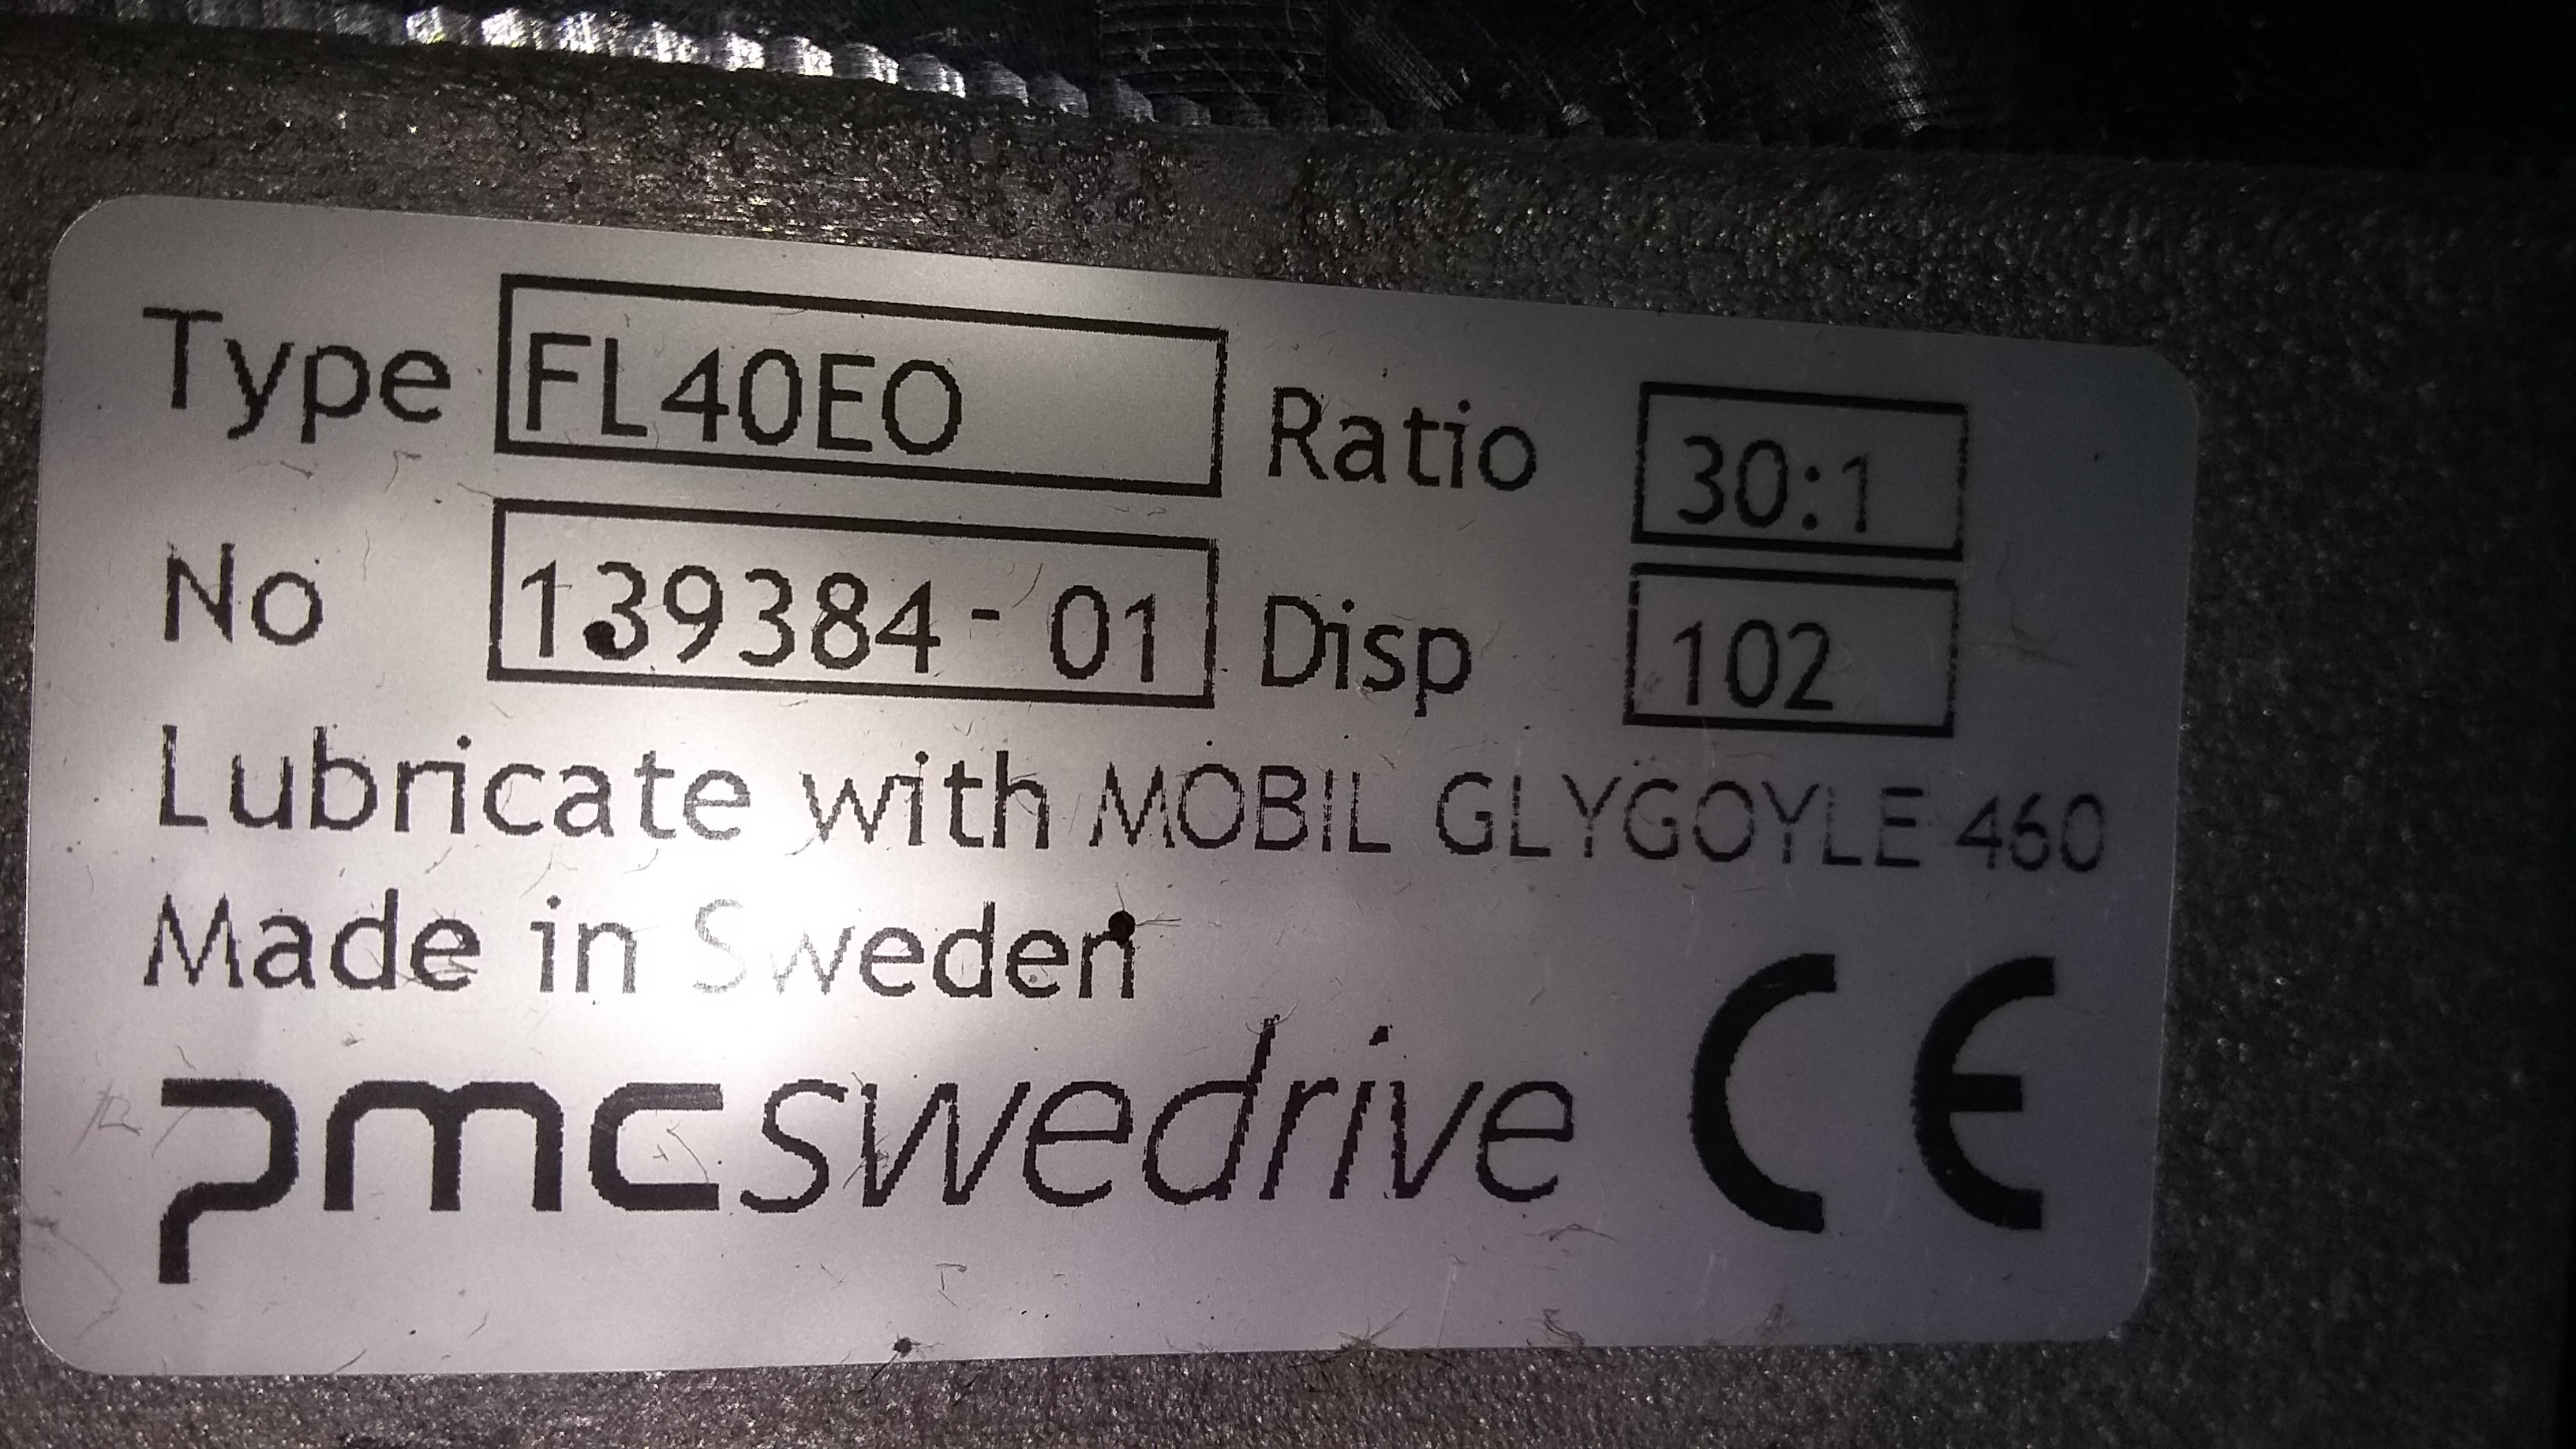 Type FL40EO Ratio 30:1
No 139384- 01 Disp 102
Lubricate with MOBIL GLYGOYLE 460
Made in Sweden
pmcswedrive CE